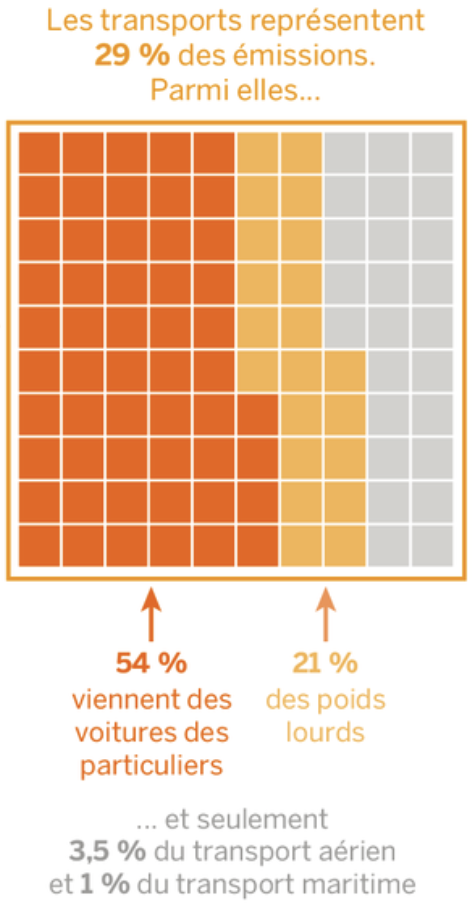 Les transports représentent
29 % des émissions.
Parmi elles...
54 %
viennent des
voitures des
particuliers
21 %
des poids
lourds
... et seulement
3,5 % du transport aérien
et 1 % du transport maritime